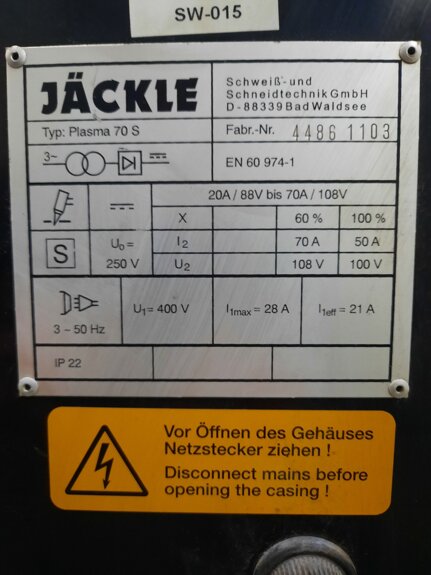 SW-015
JÄCKLE
Schweiß-und
Schneidtechnik GmbH
D-88339 Bad Waldsee
Typ: Plasma 70 S
Fabr.-Nr. 4486 1103
3~
EN 60 974-1
20A / 88V bis 70A / 108V
X 60 % 100 %
S
U₀ =
250 V
I₂ 70 A 50 A
U₂ 108 V 100 V
3 ~ 50 Hz
U₁= 400 V
I₁max = 28 A
I₁eff = 21 A
IP 22
Vor Öffnen des Gehäuses
Netzstecker ziehen !
Disconnect mains before
opening the casing !